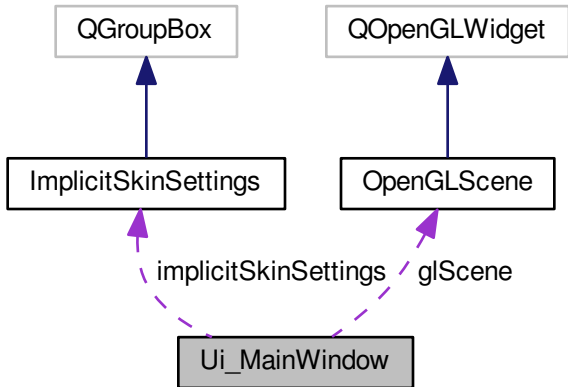 QGroupBox
QOpenGLWidget
ImplicitSkinSettings
OpenGLScene
implicitSkinSettings
glScene
Ui_MainWindow